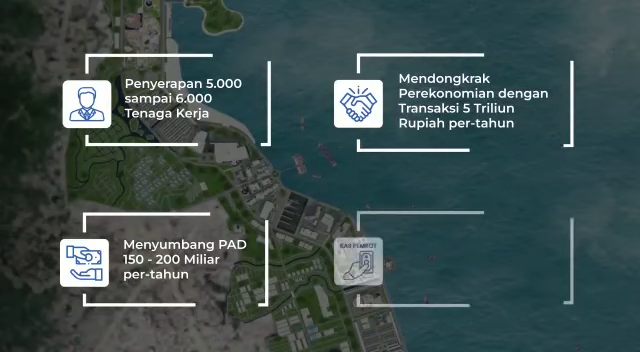 Penyerapan 5.000
sampai 6.000
Tenaga Kerja
Mendongkrak
Perekonomian dengan
Transaksi 5 Triliun
Rupiah per-tahun
Menyumbang PAD
150 - 200 Miliar
per-tahun